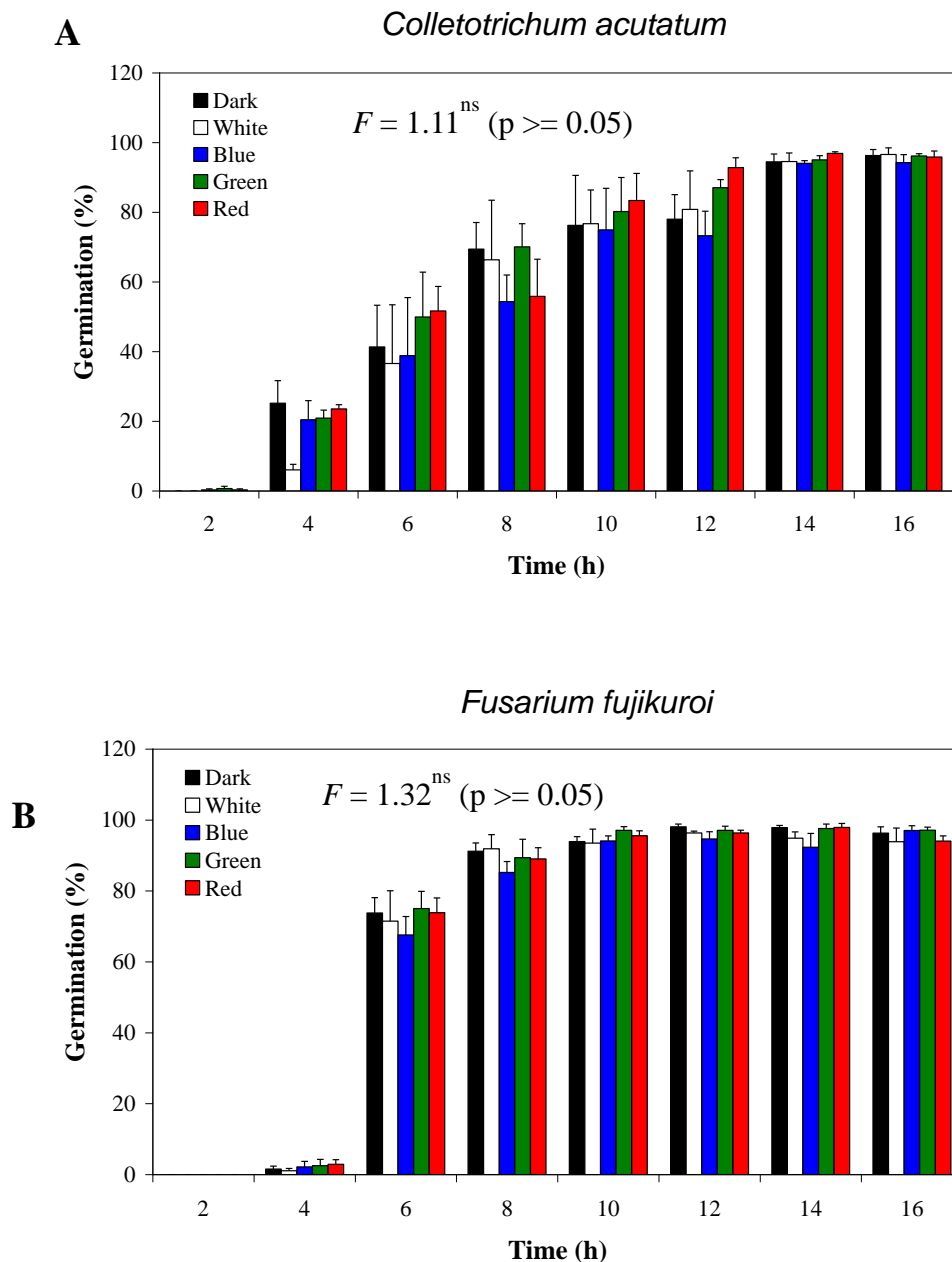 A
Colletotrichum acutatum
120
100
80
60
40
20
0
Germination (%)
Dark
White
Blue
Green
Red
F = 1.11ns (p >= 0.05)
2 4 6 8 10 12 14 16
Time (h)
Fusarium fujikuroi
B
120
100
80
60
40
20
0
Germination (%)
Dark
White
Blue
Green
Red
F = 1.32ns (p >= 0.05)
2 4 6 8 10 12 14 16
Time (h)